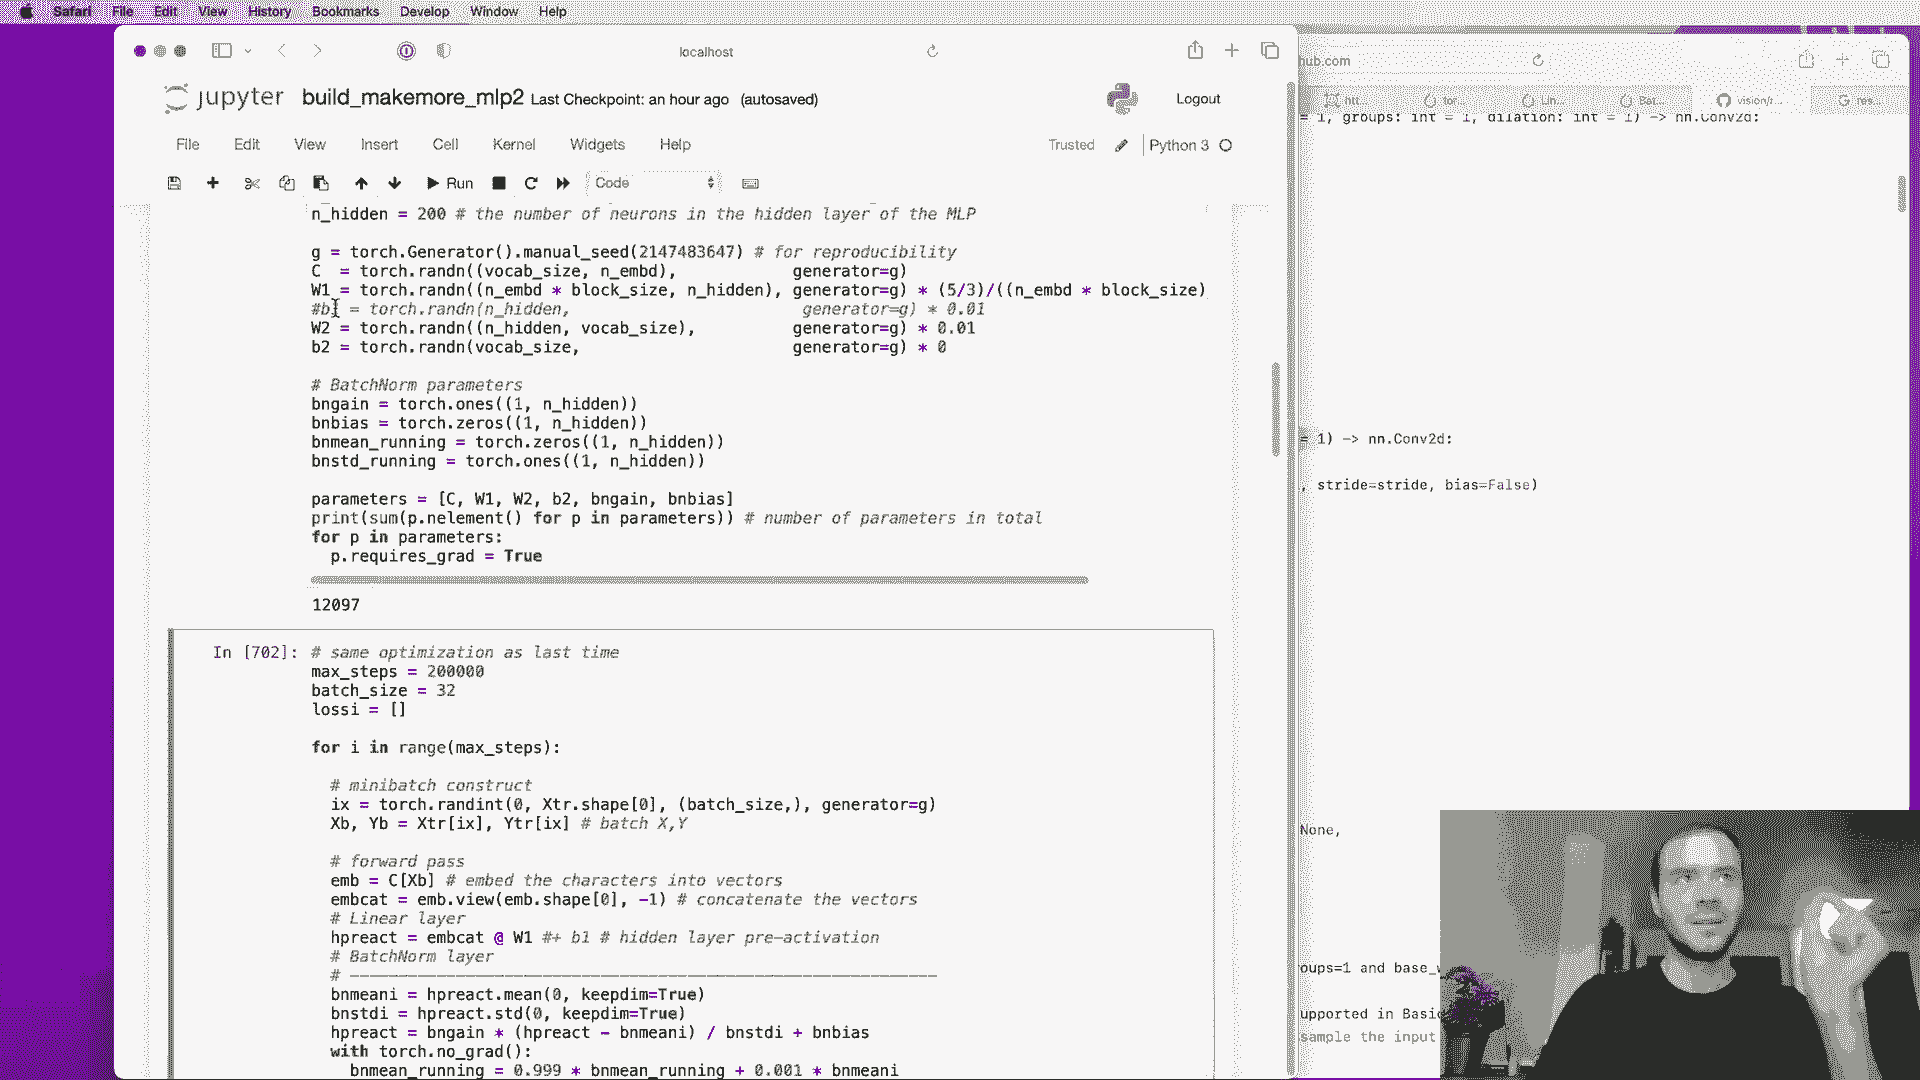 Safari File Edit View History Bookmarks Develop Window Help
localhost
jupyter build_makemore_mlp2 Last Checkpoint: an hour ago (autosaved)
Logout
File Edit View Insert Cell Kernel Widgets Help
Trusted Python 3
Run Code
n_hidden = 200 # the number of neurons in the hidden layer of the MLP
g = torch.Generator().manual_seed(2147483647) # for reproducibility
C = torch.randn((vocab_size, n_embd), generator=g)
W1 = torch.randn((n_embd * block_size, n_hidden), generator=g) * (5/3)/((n_embd * block_size)
#b1 = torch.randn(n_hidden, generator=g) * 0.01
W2 = torch.randn((n_hidden, vocab_size), generator=g) * 0.01
b2 = torch.randn(vocab_size, generator=g) * 0
# BatchNorm parameters
bngain = torch.ones((1, n_hidden))
bnbias = torch.zeros((1, n_hidden))
bnmean_running = torch.zeros((1, n_hidden))
bnstd_running = torch.ones((1, n_hidden))
parameters = [C, W1, W2, b2, bngain, bnbias]
print(sum(p.nelement() for p in parameters)) # number of parameters in total
for p in parameters:
p.requires_grad = True
12097
In [702]: # same optimization as last time
max_steps = 200000
batch_size = 32
lossi = []
for i in range(max_steps):
# minibatch construct
ix = torch.randint(0, Xtr.shape[0], (batch_size,), generator=g)
Xb, Yb = Xtr[ix], Ytr[ix] # batch X,Y
# forward pass
emb = C[Xb] # embed the characters into vectors
embcat = emb.view(emb.shape[0], -1) # concatenate the vectors
# Linear layer
hpreact = embcat @ W1 #+ b1 # hidden layer pre-activation
# BatchNorm layer
# -------------------------------------------------------------
bnmeani = hpreact.mean(0, keepdim=True)
bnstdi = hpreact.std(0, keepdim=True)
hpreact = bngain * (hpreact - bnmeani) / bnstdi + bnbias
with torch.no_grad():
bnmean_running = 0.999 * bnmean_running + 0.001 * bnmeani
hub.com
htt... tor... Lin... Bat... vision/r... res...
= 1, groups: int = 1, dilation: int = 1) -> nn.Conv2d:
= 1) -> nn.Conv2d:
, stride=stride, bias=False)
None,
oups=1 and base_
upported in Basic
sample the input